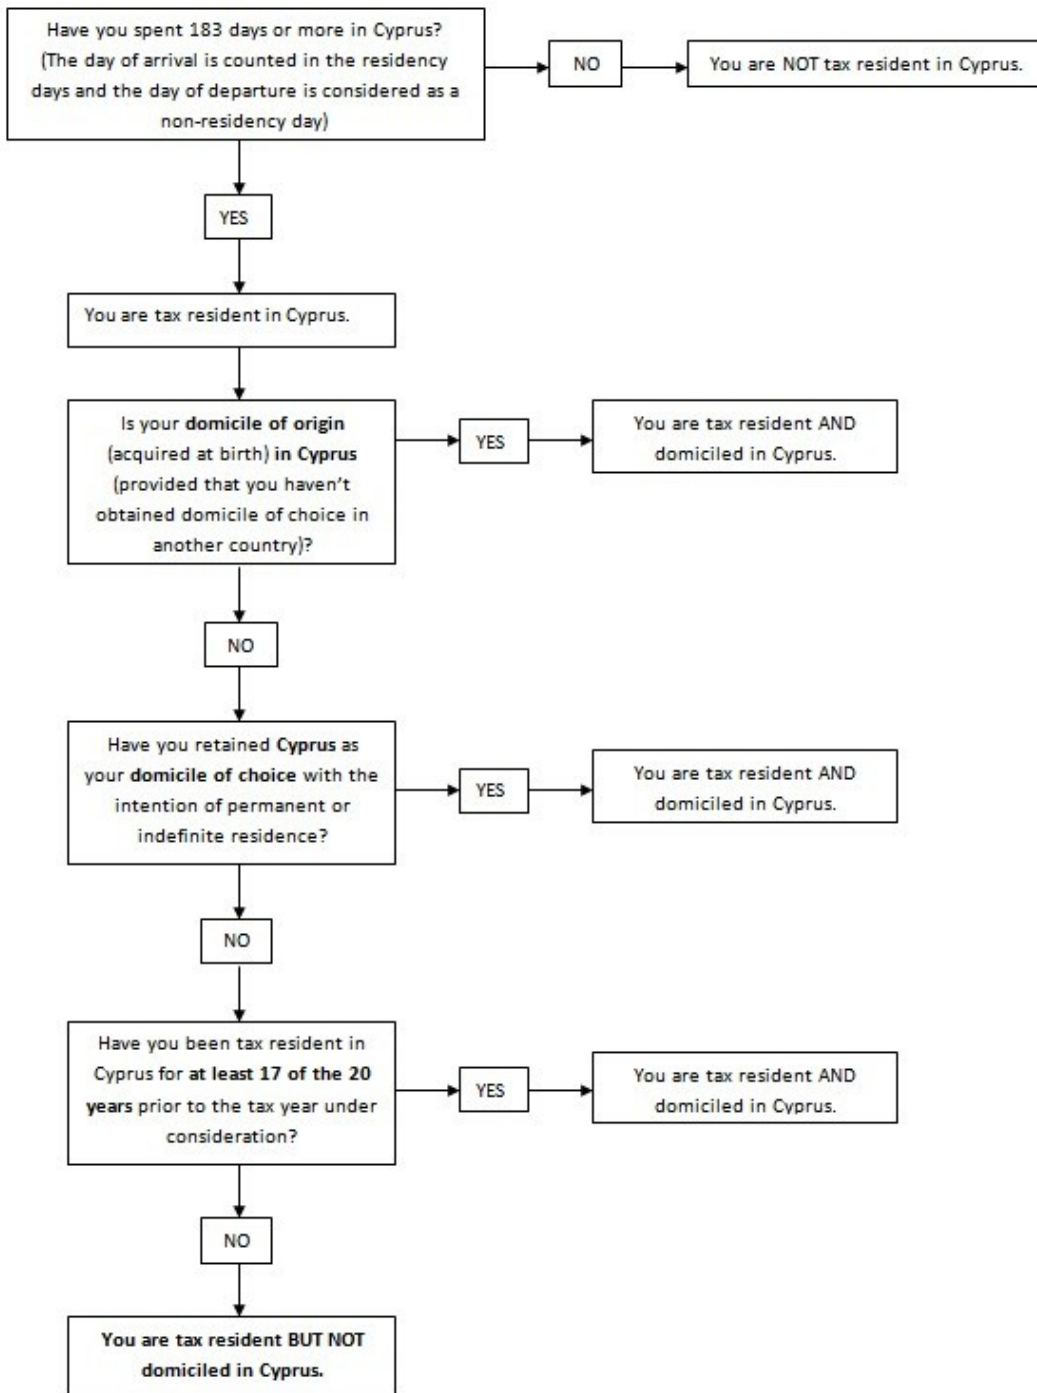 Have you spent 183 days or more in Cyprus?
(The day of arrival is counted in the residency
days and the day of departure is considered as a
non-residency day)
NO
You are NOT tax resident in Cyprus.
YES
You are tax resident in Cyprus.
Is your domicile of origin
(acquired at birth) in Cyprus
(provided that you haven’t
obtained domicile of choice in
another country)?
YES
You are tax resident AND
domiciled in Cyprus.
NO
Have you retained Cyprus as
your domicile of choice with the
intention of permanent or
indefinite residence?
YES
You are tax resident AND
domiciled in Cyprus.
NO
Have you been tax resident in
Cyprus for at least 17 of the 20
years prior to the tax year under
consideration?
YES
You are tax resident AND
domiciled in Cyprus.
NO
You are tax resident BUT NOT
domiciled in Cyprus.